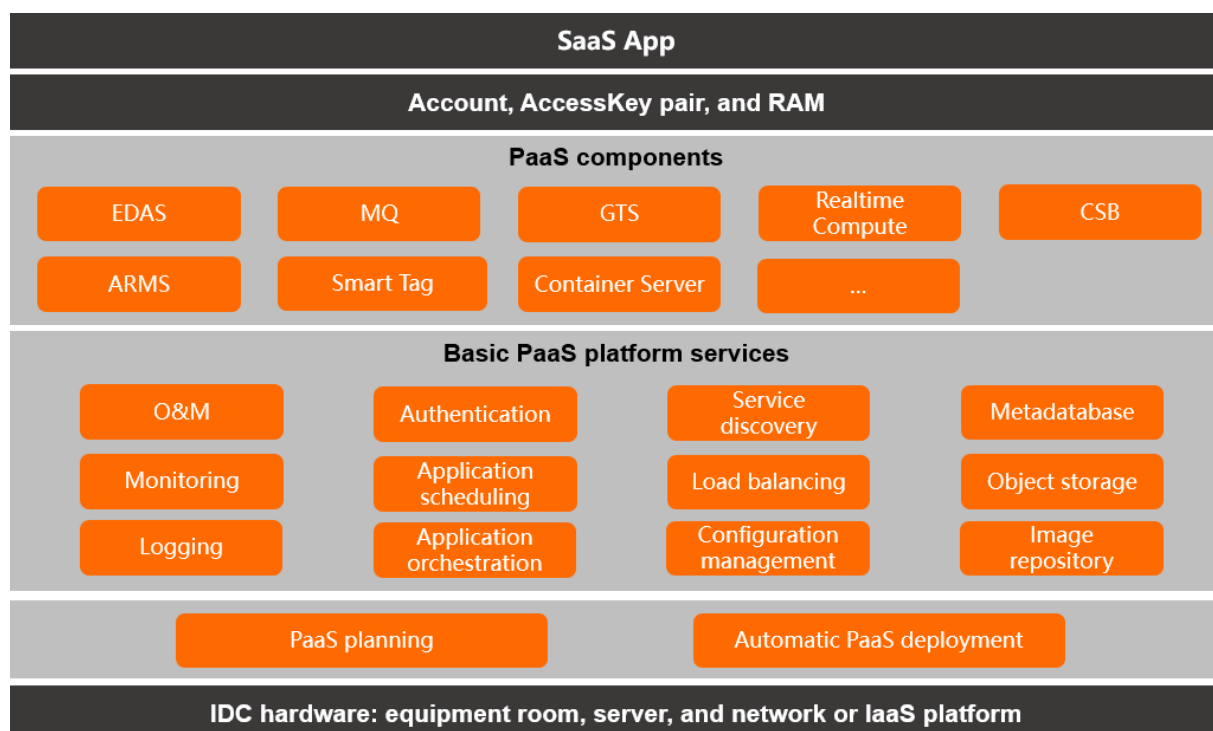 SaaS App
Account, AccessKey pair, and RAM
PaaS components
EDAS
MQ
GTS
Realtime
Compute
CSB
ARMS
Smart Tag
Container Server
...
Basic PaaS platform services
O&M
Authentication
Service
discovery
Metadatabase
Monitoring
Application
scheduling
Load balancing
Object storage
Logging
Application
orchestration
Configuration
management
Image
repository
PaaS planning
Automatic PaaS deployment
IDC hardware: equipment room, server, and network or IaaS platform